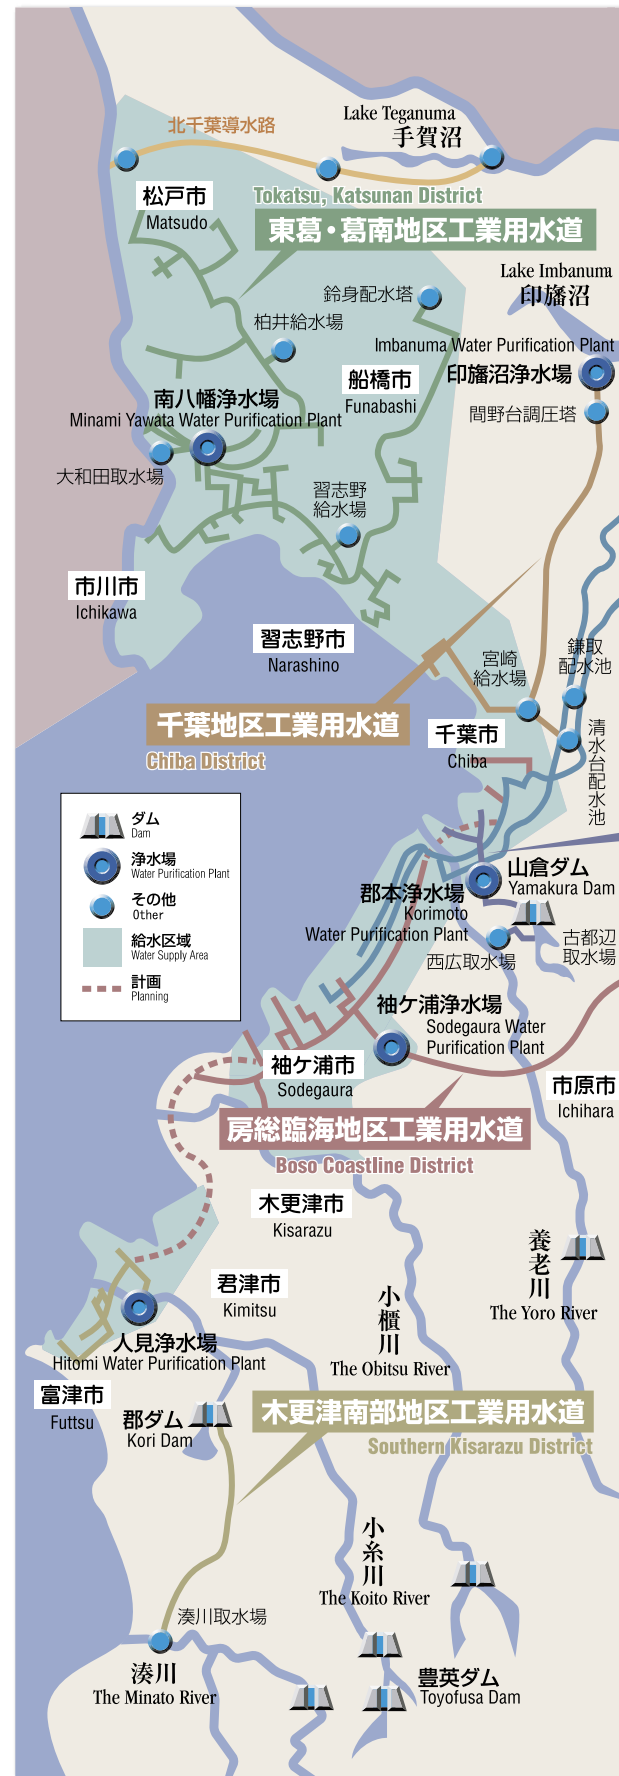 北千葉導水路
Lake Teganuma
手賀沼
松戸市
Matsudo
Tokatsu, Katsunan District
東葛・葛南地区工業用水道
Lake Imbanuma
印旛沼
鈴身配水塔
柏井給水場
Imbanuma Water Purification Plant
印旛沼浄水場
船橋市
Funabashi
間野台調圧塔
南八幡浄水場
Minami Yawata Water Purification Plant
大和田取水場
習志野
給水場
市川市
Ichikawa
習志野市
Narashino
宮崎
給水場
鎌取
配水池
千葉地区工業用水道
Chiba District
千葉市
Chiba
清水台配水池
ダム
Dam
浄水場
Water Purification Plant
その他
Other
給水区域
Water Supply Area
計画
Planning
山倉ダム
Yamakura Dam
郡本浄水場
Korimoto
Water Purification Plant
西広取水場
古都辺
取水場
袖ケ浦浄水場
Sodegaura Water
Purification Plant
袖ケ浦市
Sodegaura
市原市
Ichihara
房総臨海地区工業用水道
Boso Coastline District
木更津市
Kisarazu
養老川
The Yoro River
君津市
Kimitsu
小櫃川
The Obitsu River
人見浄水場
Hitomi Water Purification Plant
富津市
Futtsu
郡ダム
Kori Dam
木更津南部地区工業用水道
Southern Kisarazu District
小糸川
The Koito River
湊川取水場
湊川
The Minato River
豊英ダム
Toyofusa Dam